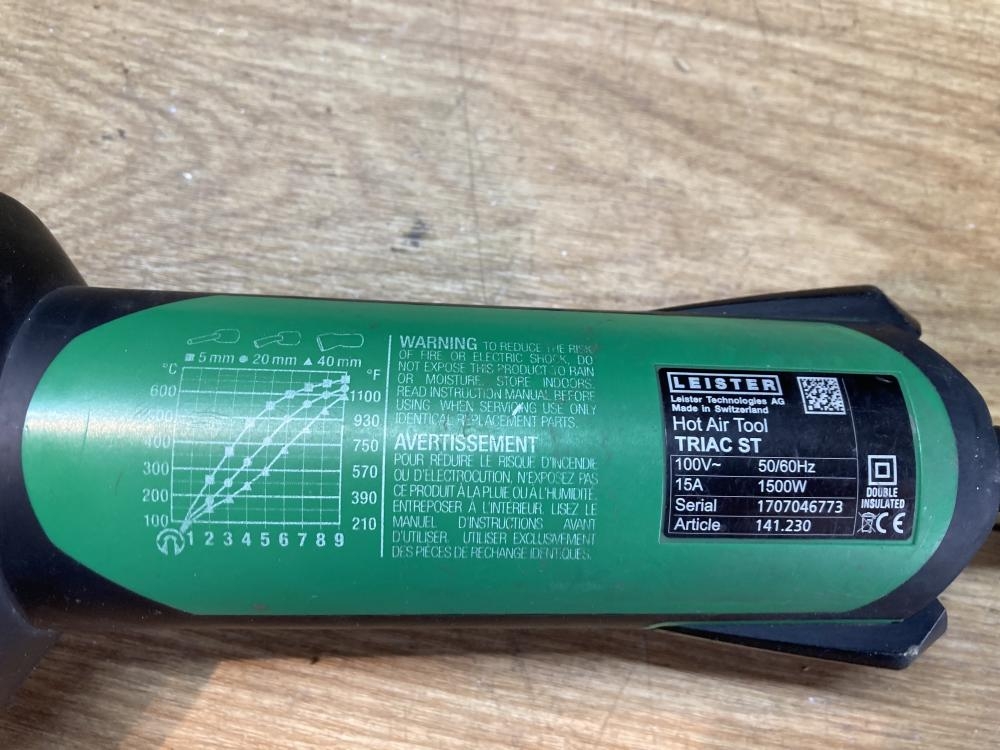 ■ 5 mm ● 20 mm ▲ 40 mm
°C
°F
600
400
300
200
100
1100
930
750
570
390
210
1 2 3 4 5 6 7 8 9
WARNING TO REDUCE THE RISK
OF FIRE OR ELECTRIC SHOCK, DO
NOT EXPOSE THIS PRODUCT TO RAIN
OR MOISTURE. STORE INDOORS.
READ INSTRUCTION MANUAL BEFORE
USING. WHEN SERVICING USE ONLY
IDENTICAL REPLACEMENT PARTS.
AVERTISSEMENT
POUR RÉDUIRE LE RISQUE D'INCENDIE
OU D'ELECTROCUTION, N'EXPOSEZ PAS
CE PRODUIT À LA PLUIE OU À L'HUMIDITÉ.
ENTREPOSER À L'INTÉRIEUR. LISEZ LE
MANUEL D'INSTRUCTIONS AVANT
D'UTILISER. UTILISER EXCLUSIVEMENT
DES PIÈCES DE RECHANGE IDENTIQUES.
LEISTER
Leister Technologies AG
Made in Switzerland
Hot Air Tool
TRIAC ST
100V~ 50/60Hz
15A 1500W
Serial 1707046773
Article 141.230
DOUBLE
INSULATED
CE